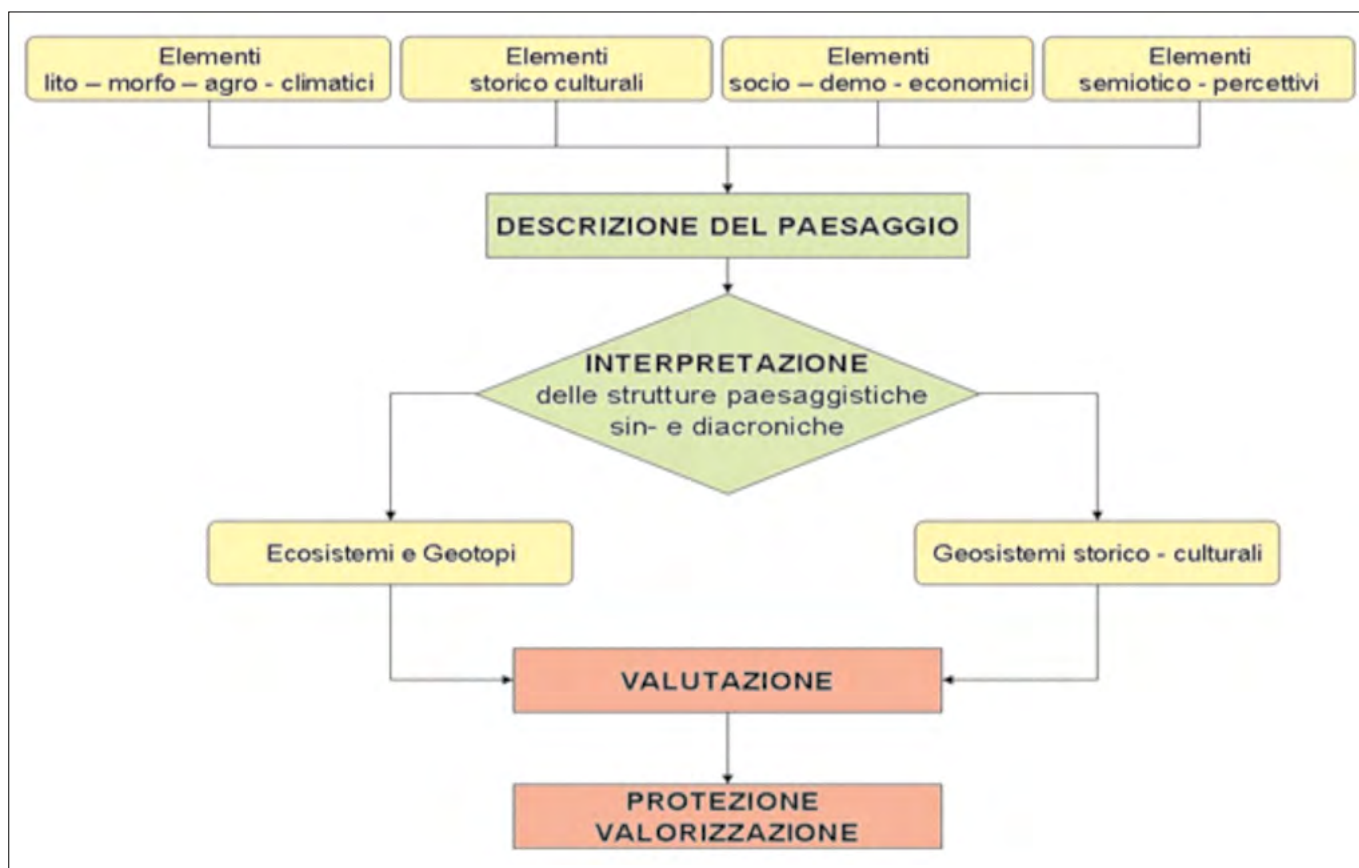 Elementi
lito – morfo – agro - climatici
Elementi
storico culturali
Elementi
socio – demo - economici
Elementi
semiotico - percettivi
DESCRIZIONE DEL PAESAGGIO
INTERPRETAZIONE
delle strutture paesaggistiche
sin- e diacroniche
Ecosistemi e Geotopi
Geosistemi storico - culturali
VALUTAZIONE
PROTEZIONE
VALORIZZAZIONE